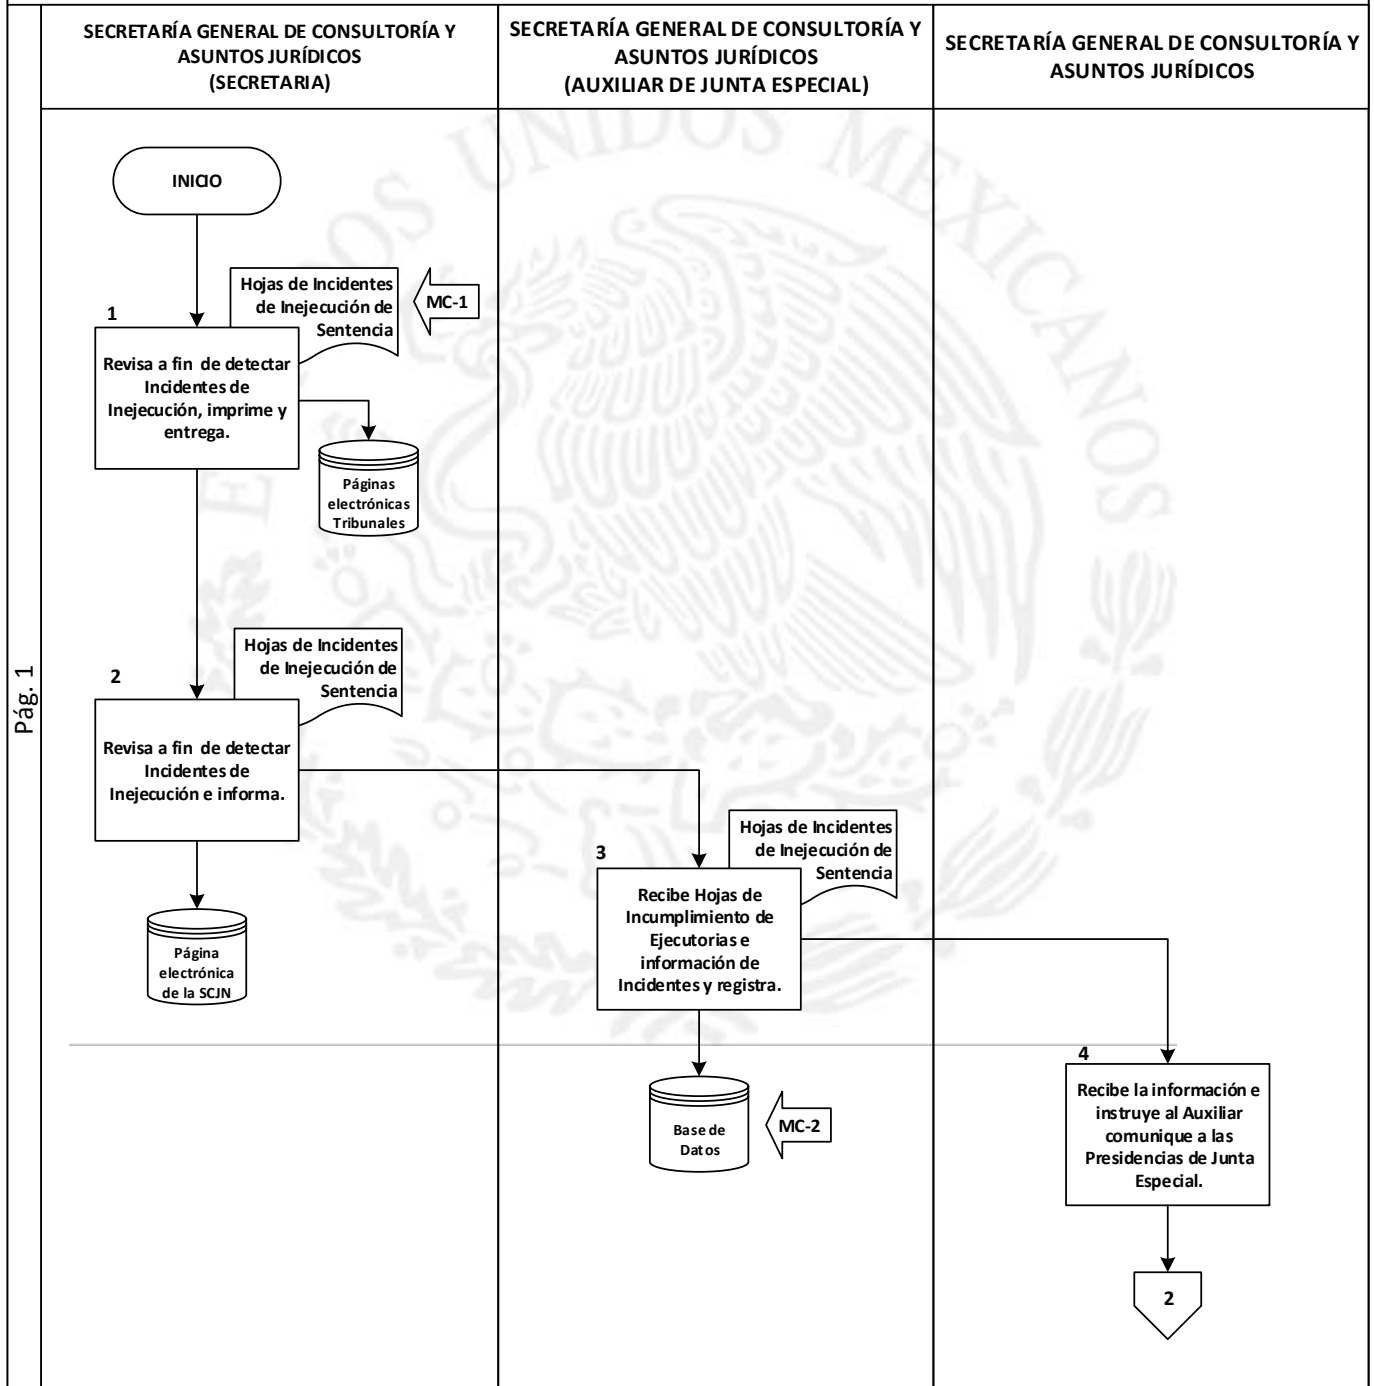 SECRETARÍA GENERAL DE CONSULTORÍA Y
ASUNTOS JURÍDICOS
(SECRETARIA)
SECRETARÍA GENERAL DE CONSULTORÍA Y
ASUNTOS JURÍDICOS
(AUXILIAR DE JUNTA ESPECIAL)
SECRETARÍA GENERAL DE CONSULTORÍA Y
ASUNTOS JURÍDICOS
Pág. 1
INICIO
Hojas de Incidentes
de Inejecución de
Sentencia
MC-1
1
Revisa a fin de detectar
Incidentes de
Inejecución, imprime y
entrega.
Páginas
electrónicas
Tribunales
Hojas de Incidentes
de Inejecución de
Sentencia
2
Revisa a fin de detectar
Incidentes de
Inejecución e informa.
Página
electrónica
de la SCJN
Hojas de Incidentes
de Inejecución de
Sentencia
3
Recibe Hojas de
Incumplimiento de
Ejecutorias e
información de
Incidentes y registra.
Base de
Datos
MC-2
4
Recibe la información e
instruye al Auxiliar
comunique a las
Presidencias de Junta
Especial.
2
UNIDOS MEXICANOS